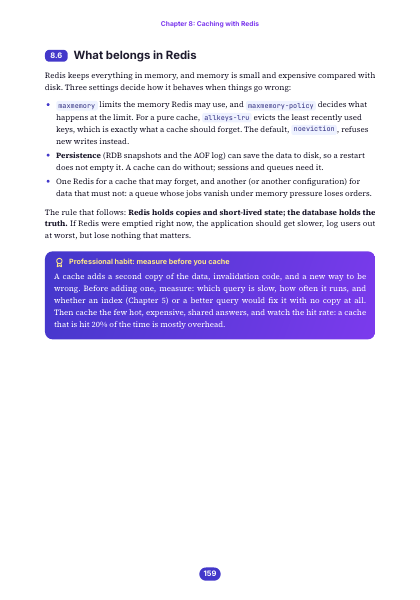 Chapter 8: Caching with Redis
8.6 What belongs in Redis
Redis keeps everything in memory, and memory is small and expensive compared with
disk. Three settings decide how it behaves when things go wrong:
• maxmemory limits the memory Redis may use, and maxmemory-policy decides what
happens at the limit. For a pure cache, allkeys-lru evicts the least recently used
keys, which is exactly what a cache should forget. The default, noeviction, refuses
new writes instead.
• Persistence (RDB snapshots and the AOF log) can save the data to disk, so a restart
does not empty it. A cache can do without; sessions and queues need it.
• One Redis for a cache that may forget, and another (or another configuration) for
data that must not: a queue whose jobs vanish under memory pressure loses orders.
The rule that follows: Redis holds copies and short-lived state; the database holds the
truth. If Redis were emptied right now, the application should get slower, log users out
at worst, but lose nothing that matters.
Professional habit: measure before you cache
A cache adds a second copy of the data, invalidation code, and a new way to be
wrong. Before adding one, measure: which query is slow, how often it runs, and
whether an index (Chapter 5) or a better query would fix it with no copy at all.
Then cache the few hot, expensive, shared answers, and watch the hit rate: a cache
that is hit 20% of the time is mostly overhead.
159